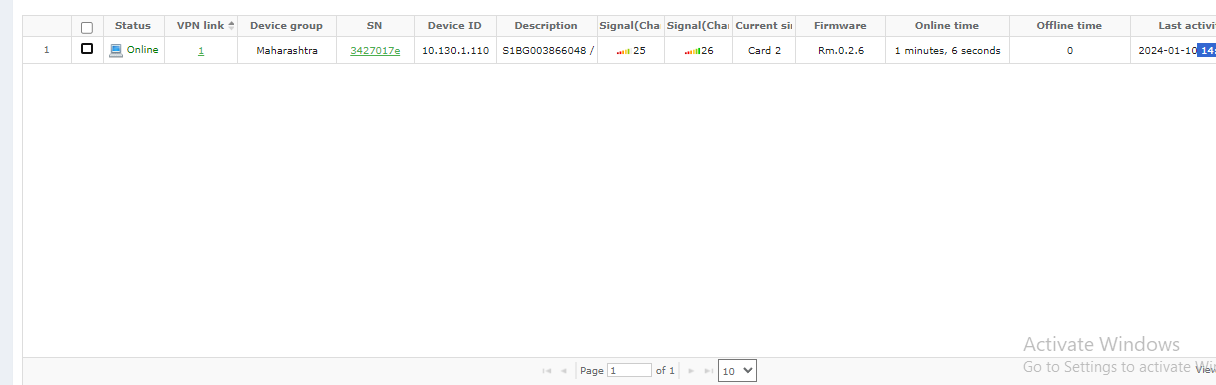 Status VPN link Device group SN Device ID Description Signal(Cha Signal(Cha Current si Firmware Online time Offline time Last activi
1 Online 1 Maharashtra 3427017e 10.130.1.110 S1BG003866048 / 25 26 Card 2 Rm.0.2.6 1 minutes, 6 seconds 0 2024-01-10 14:
Activate Windows
Go to Settings to activate Wi
Page 1 of 1 10 View